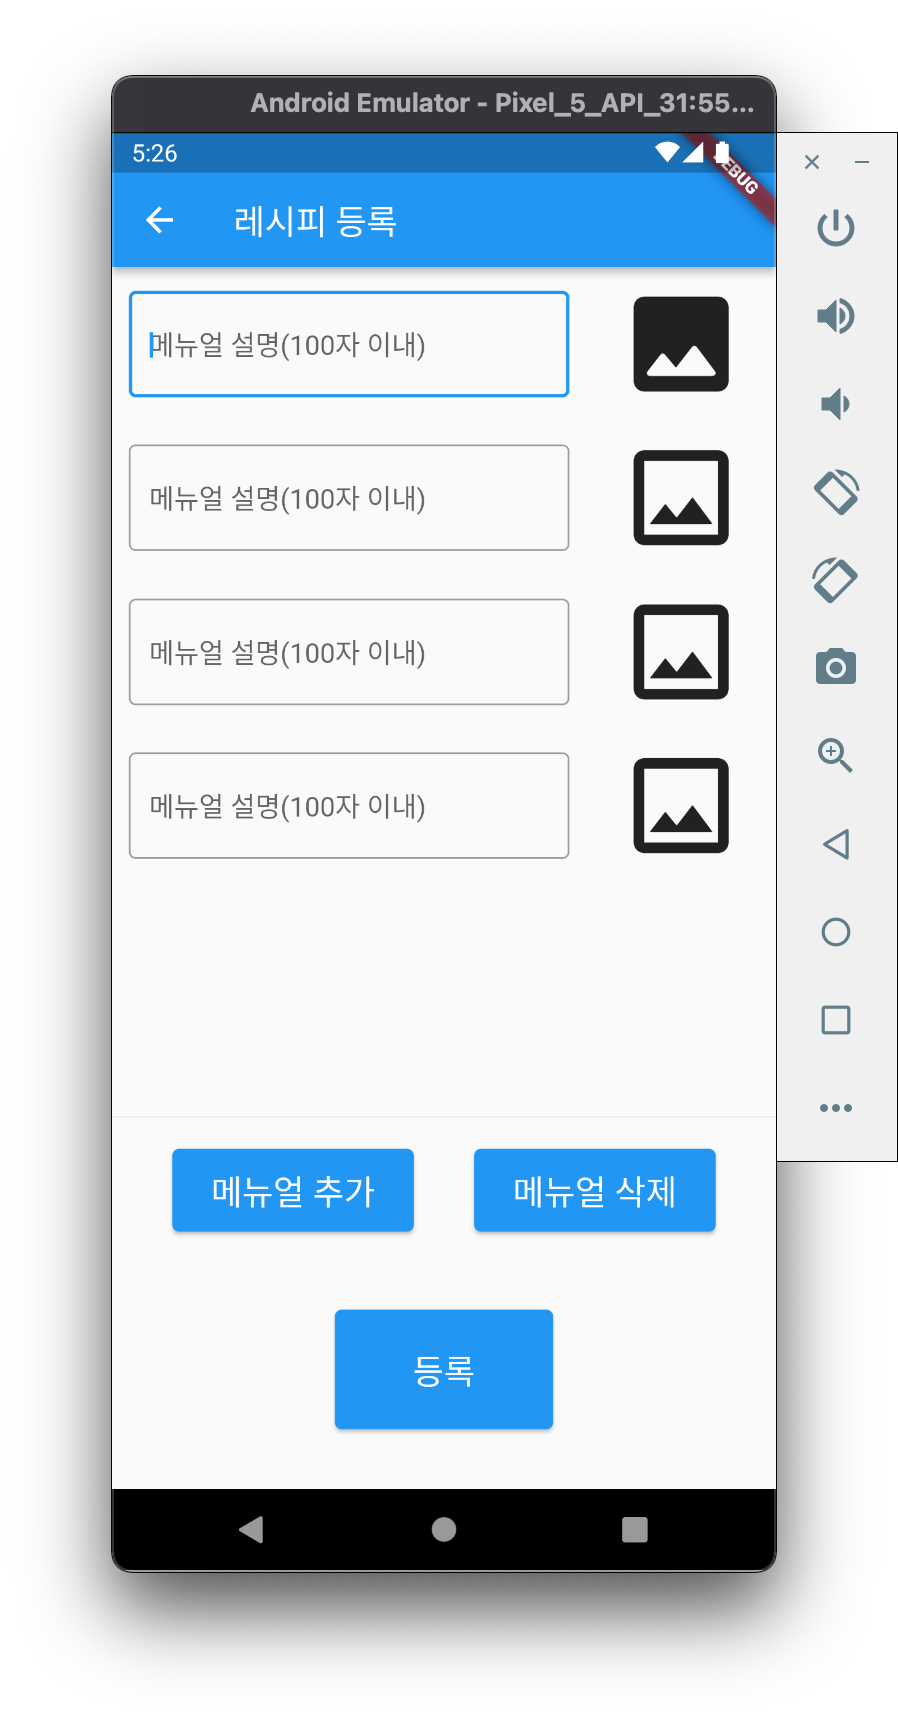 Android Emulator - Pixel_5_API_31:55...
5:26
DEBUG
레시피 등록
메뉴얼 설명(100자 이내)
메뉴얼 설명(100자 이내)
메뉴얼 설명(100자 이내)
메뉴얼 설명(100자 이내)
메뉴얼 추가
메뉴얼 삭제
등록